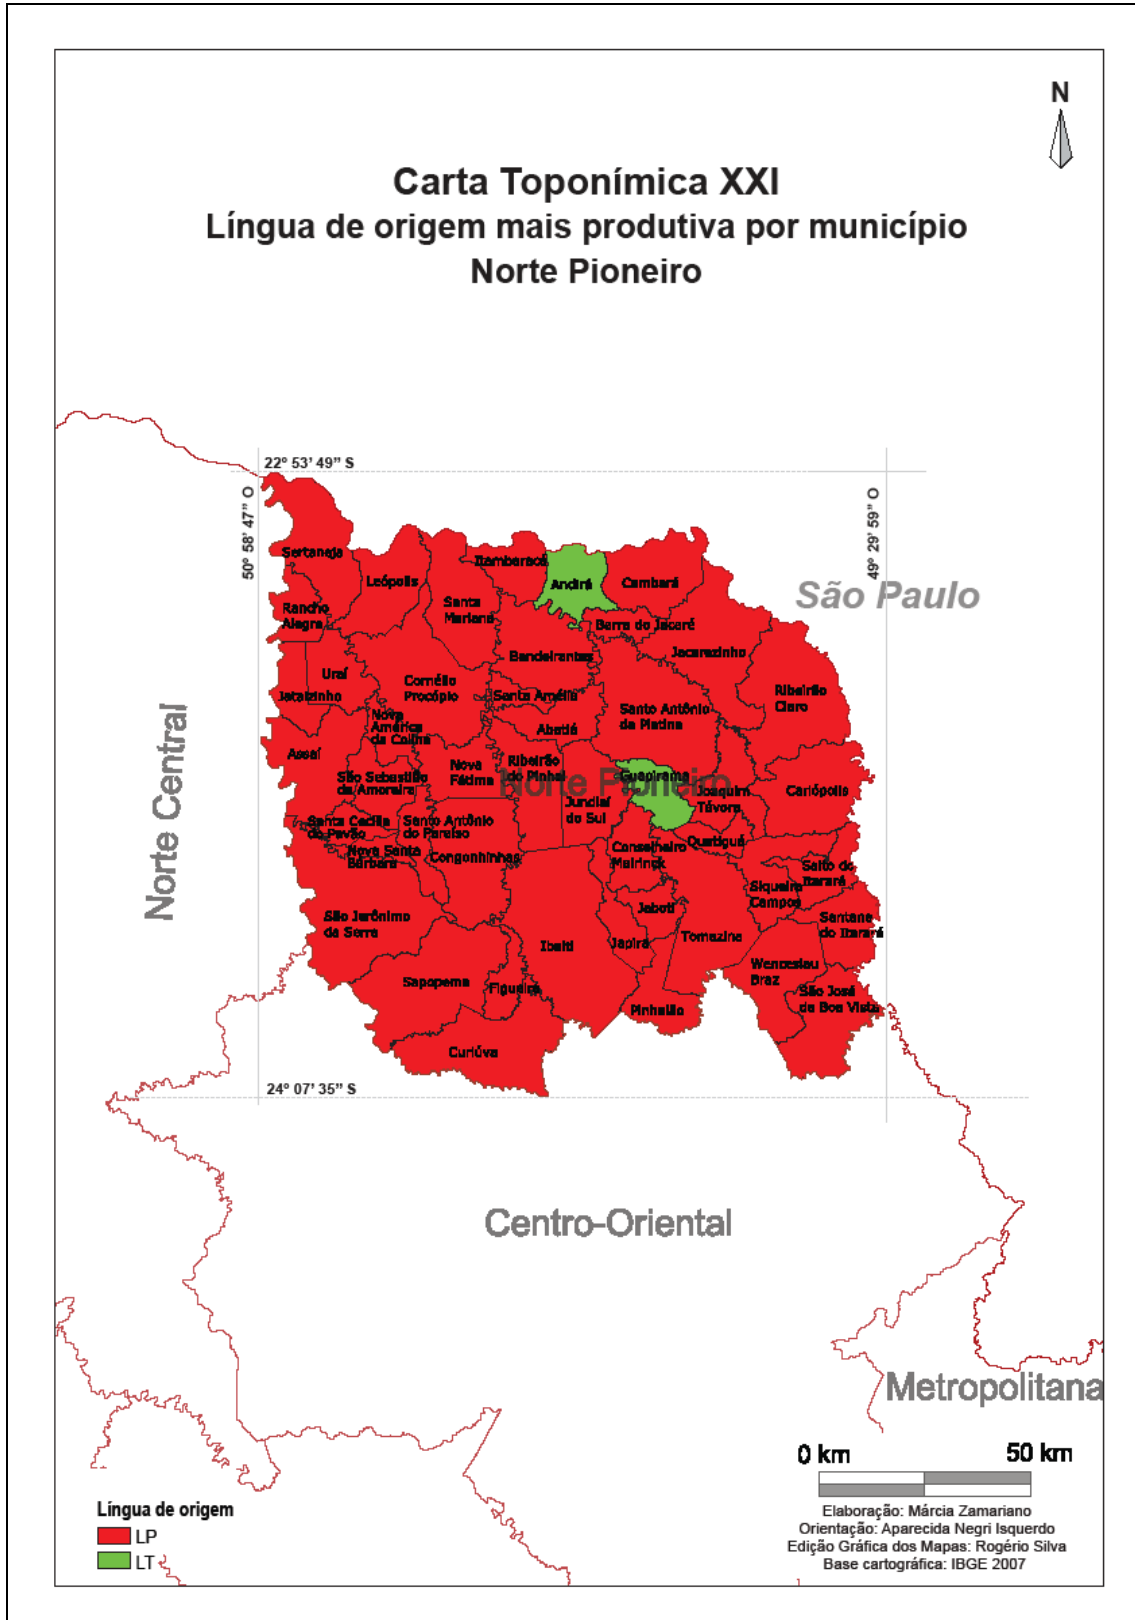 N
Carta Toponímica XXI
Língua de origem mais produtiva por município
Norte Pioneiro
22º 53’ 49” S
50º 58’ 47” O
49º 29’ 59” O
São Paulo
Sertaneja
Leópolis
Itambaracá
Andirá
Cambará
Rancho
Alegre
Santa
Mariana
Barra do Jacaré
Jacarezinho
Bandeirantes
Uraí
Cornélio
Procópio
Ribeirão
Claro
Jataizinho
Santa Amélia
Santo Antônio
da Platina
Nova
América
da Colina
Abatiá
Assaí
Nova
Fátima
Ribeirão
do Pinhal
Guapirama
Norte Pioneiro
São Sebastião
da Amoreira
Joaquim
Távora
Carlópolis
Jundiaí
do Sul
Norte Central
Santa Cecília
do Pavão
Santo Antônio
do Paraíso
Nova Santa
Bárbara
Congonhinhas
Conselheiro
Mairinck
Quatiguá
Salto do
Itararé
Siqueira
Campos
Jaboti
São Jerônimo
da Serra
Santana
do Itararé
Ibaiti
Japira
Tomazina
Wenceslau
Braz
Sapopema
Figueira
São José
da Boa Vista
Pinhalão
Curiúva
24º 07’ 35” S
Centro-Oriental
Metropolitana
0 km 50 km
Língua de origem
LP
LT
Elaboração: Márcia Zamariano
Orientação: Aparecida Negri Isquerdo
Edição Gráfica dos Mapas: Rogério Silva
Base cartográfica: IBGE 2007